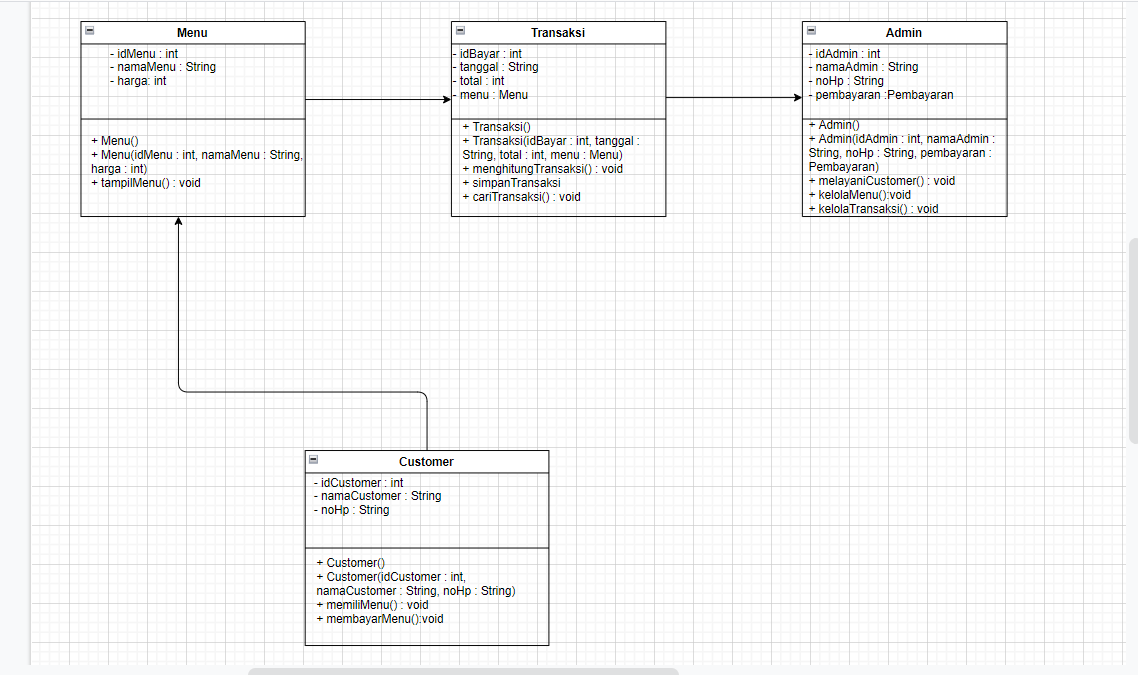 Menu
- idMenu : int
- namaMenu : String
- harga: int
+ Menu()
+ Menu(idMenu : int, namaMenu : String,
harga : int)
+ tampilMenu() : void
Transaksi
- idBayar : int
- tanggal : String
- total : int
- menu : Menu
+ Transaksi()
+ Transaksi(idBayar : int, tanggal :
String, total : int, menu : Menu)
+ menghitungTransaksi() : void
+ simpanTransaksi
+ cariTransaksi() : void
Admin
- idAdmin : int
- namaAdmin : String
- noHp : String
- pembayaran :Pembayaran
+ Admin()
+ Admin(idAdmin : int, namaAdmin :
String, noHp : String, pembayaran :
Pembayaran)
+ melayaniCustomer() : void
+ kelolaMenu():void
+ kelolaTransaksi() : void
Customer
- idCustomer : int
- namaCustomer : String
- noHp : String
+ Customer()
+ Customer(idCustomer : int,
namaCustomer : String, noHp : String)
+ memiliMenu() : void
+ membayarMenu():void